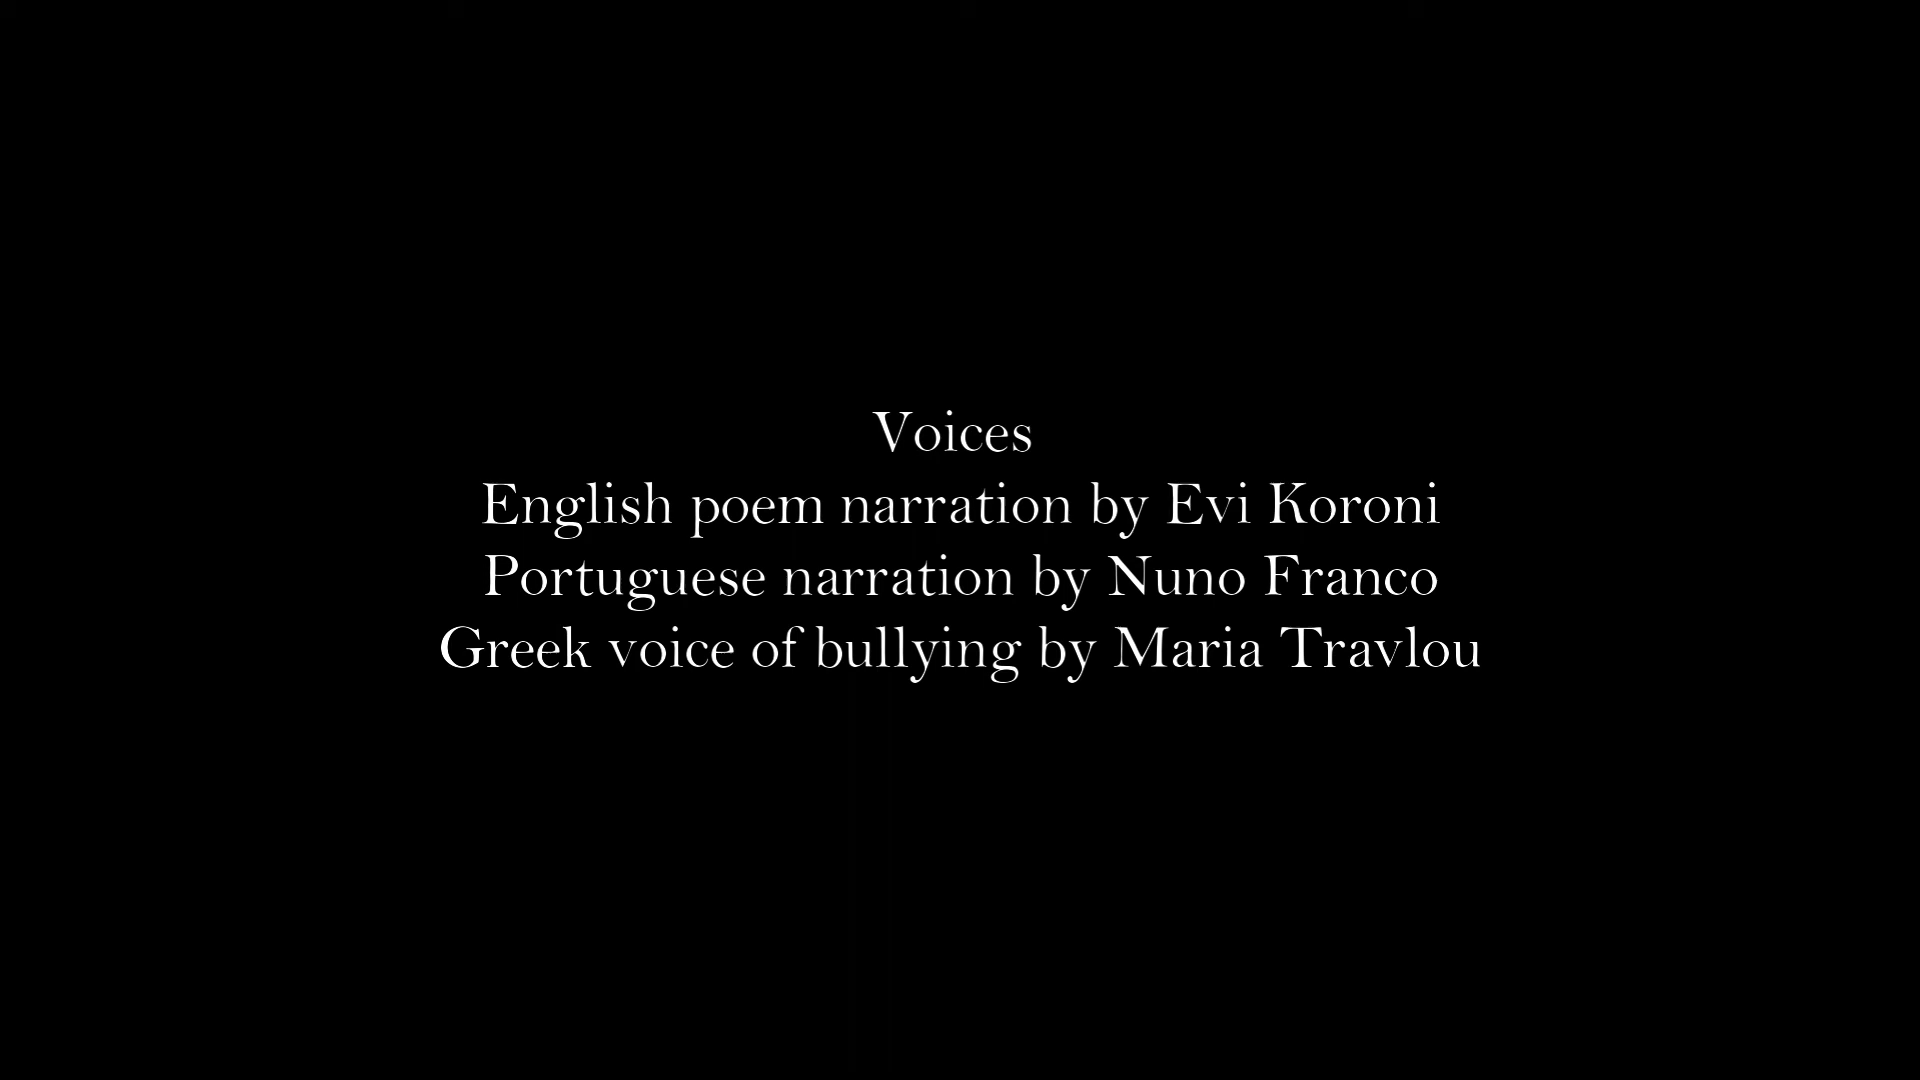 Voices
English poem narration by Evi Koroni
Portuguese narration by Nuno Franco
Greek voice of bullying by Maria Travlou